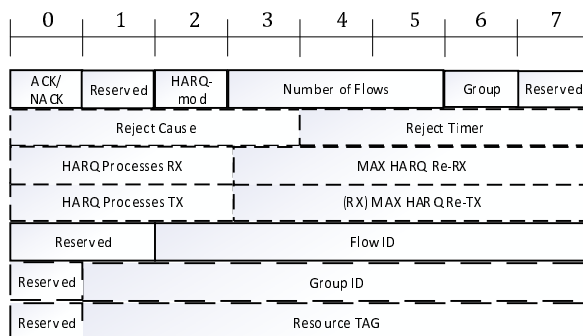 0 1 2 3 4 5 6 7
ACK/NACK Reserved HARQ-mod Number of Flows Group Reserved
Reject Cause Reject Timer
HARQ Processes RX MAX HARQ Re-RX
HARQ Processes TX (RX) MAX HARQ Re-TX
Reserved Flow ID
Reserved Group ID
Reserved Resource TAG